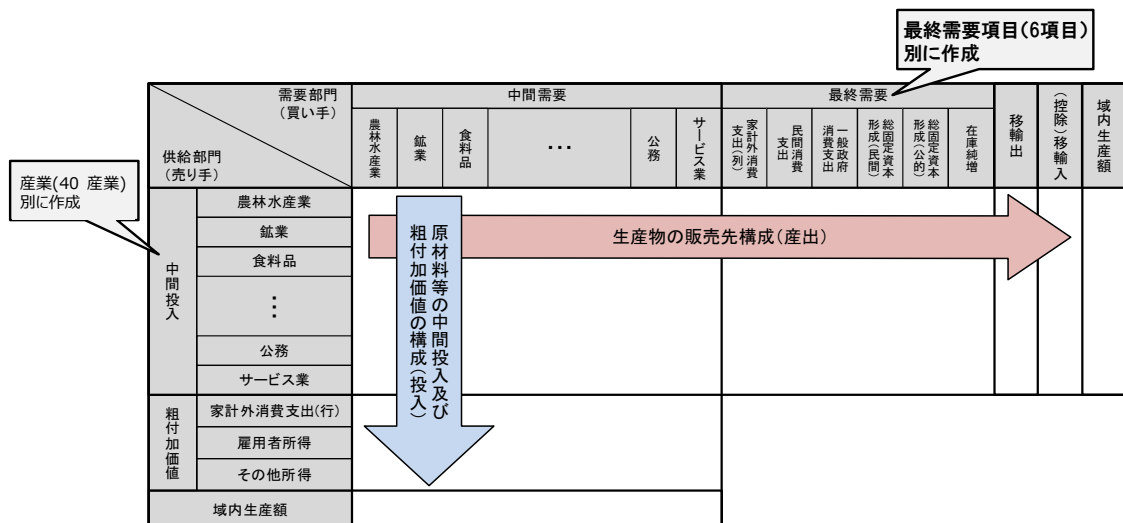 最終需要項目(6項目)
別に作成
需要部門
(買い手)
供給部門
(売り手)
中間需要
最終需要
農林水産業
鉱業
食料品
・・・
公務
サービス業
家計外消費
支出(列)
民間消費
支出
一般政府
消費支出
総固定資本
形成(民間)
総固定資本
形成(公的)
在庫純増
移輸出
(控除)移輸入
域内生産額
産業(40 産業)
別に作成
中間投入
農林水産業
鉱業
食料品
・・・
公務
サービス業
粗付加価値
家計外消費支出(行)
雇用者所得
その他所得
域内生産額
生産物の販売先構成(産出)
原材料等の中間投入及び
粗付加価値の構成(投入)